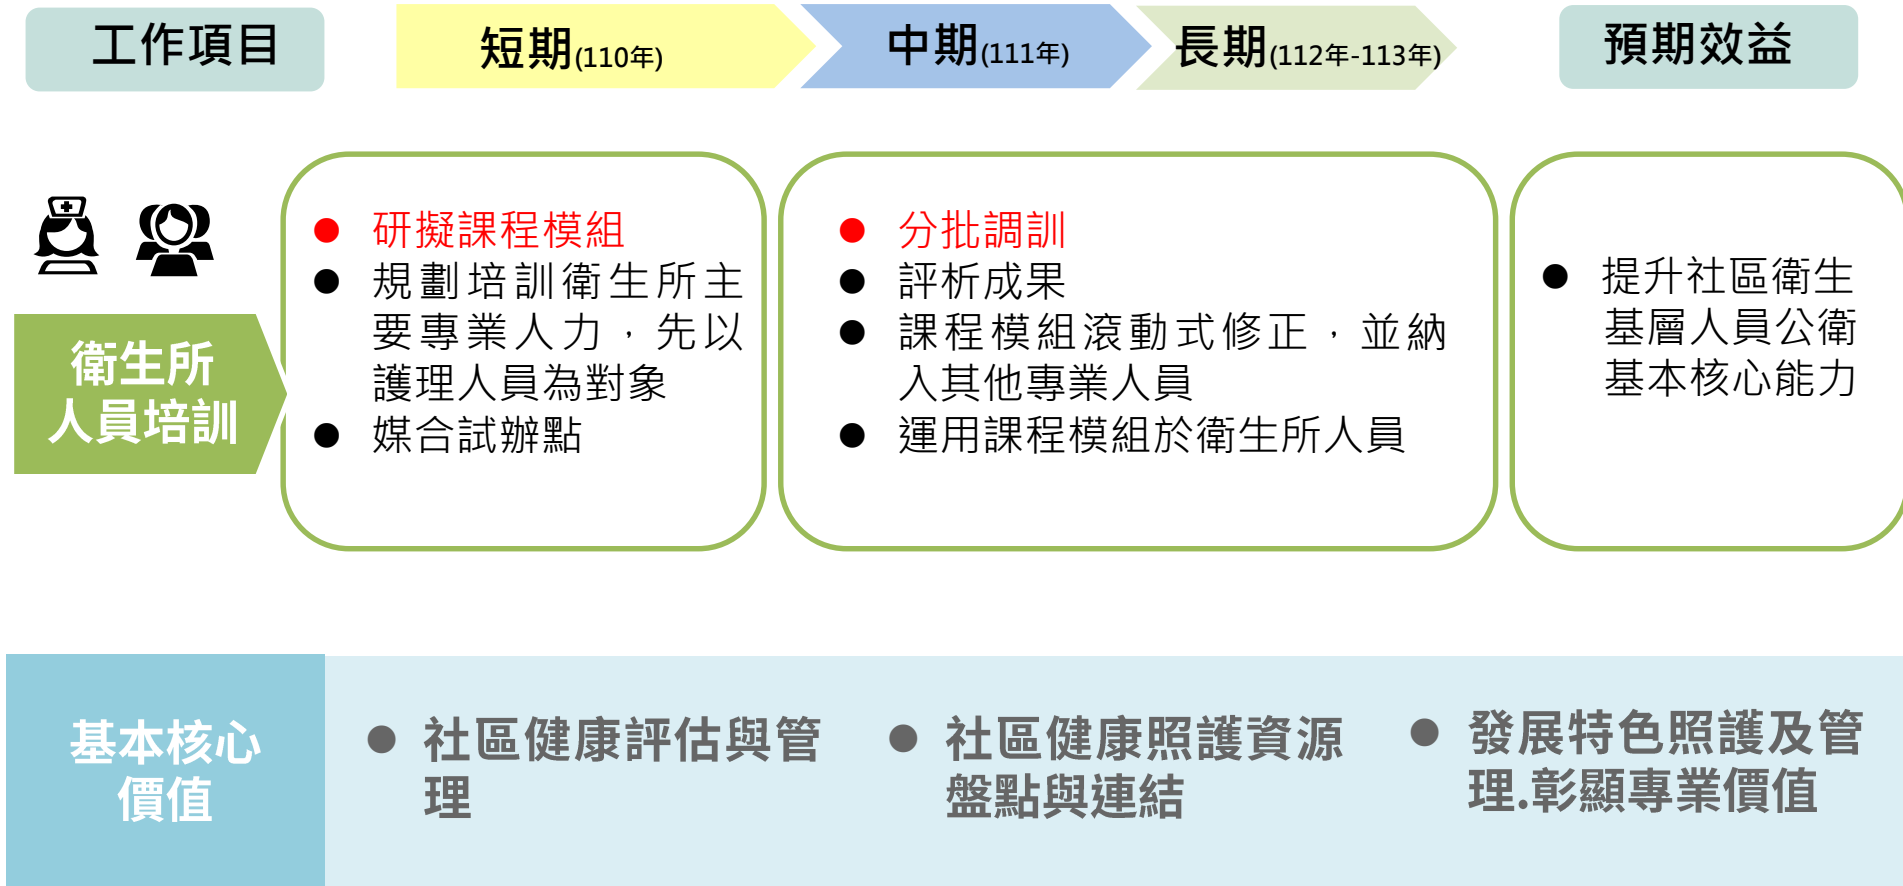 工作項目
短期(110年)
中期(111年)
長期(112年-113年)
預期效益
衛生所
人員培訓
● 研擬課程模組
● 規劃培訓衛生所主
要專業人力，先以
護理人員為對象
● 媒合試辦點
● 分批調訓
● 評析成果
● 課程模組滾動式修正，並納
入其他專業人員
● 運用課程模組於衛生所人員
● 提升社區衛生
基層人員公衛
基本核心能力
基本核心
價值
● 社區健康評估與管
理
● 社區健康照護資源
盤點與連結
● 發展特色照護及管
理.彰顯專業價值